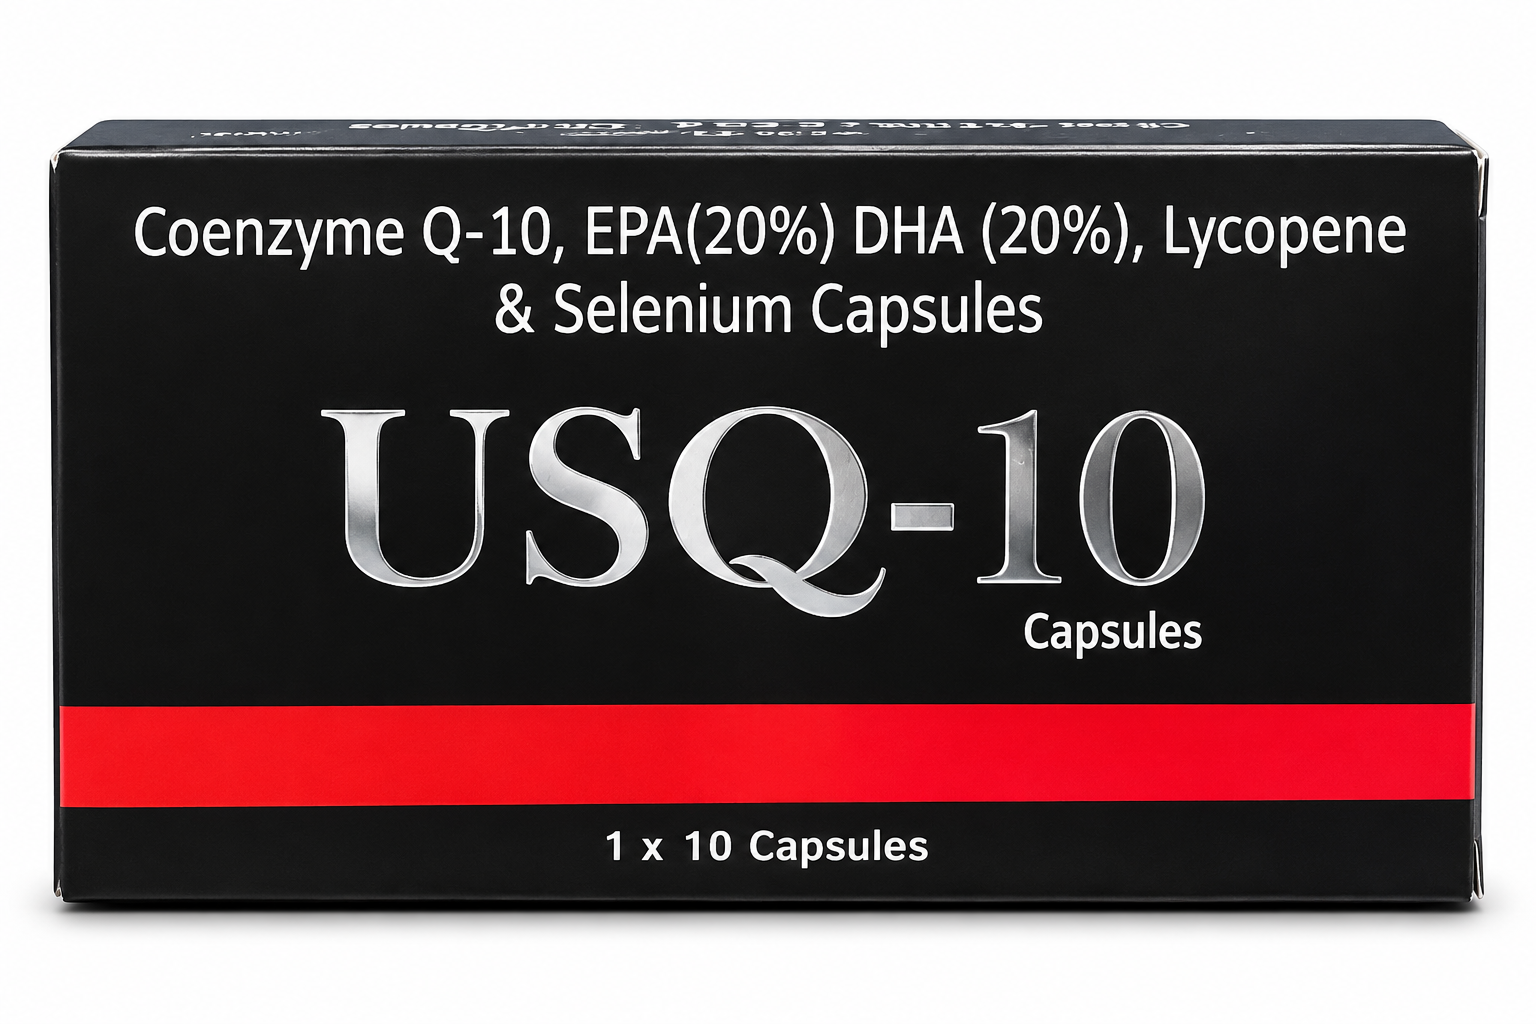 Coenzyme Q-10, EPA(20%) DHA (20%), Lycopene
& Selenium Capsules
USQ-10
Capsules
1 x 10 Capsules